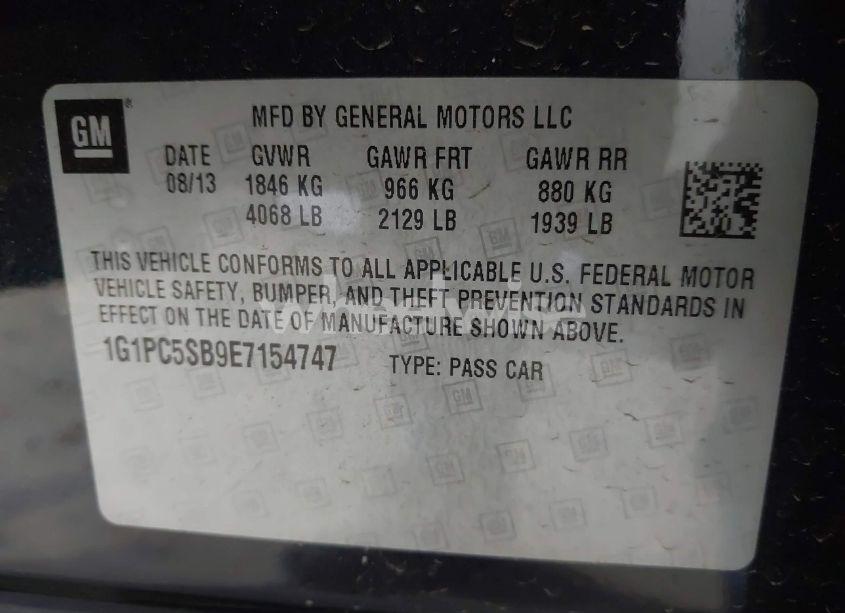 GM
MFD BY GENERAL MOTORS LLC
DATE GVWR GAWR FRT GAWR RR
08/13 1846 KG 966 KG 880 KG
4068 LB 2129 LB 1939 LB
THIS VEHICLE CONFORMS TO ALL APPLICABLE U.S. FEDERAL MOTOR
VEHICLE SAFETY, BUMPER, AND THEFT PREVENTION STANDARDS IN
EFFECT ON THE DATE OF MANUFACTURE SHOWN ABOVE.
1G1PC5SB9E7154747 TYPE: PASS CAR